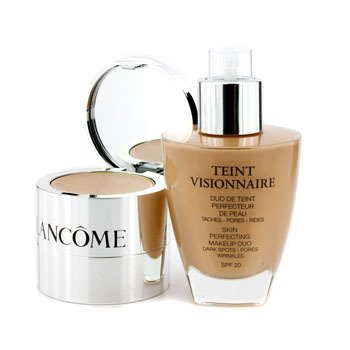 LANCÔME
TEINT
VISIONNAIRE
DUO DE TEINT
PERFECTEUR
DE PEAU
TACHES - PORES - RIDES
SKIN
PERFECTING
MAKEUP DUO
DARK SPOTS - PORES
WRINKLES
SPF 20